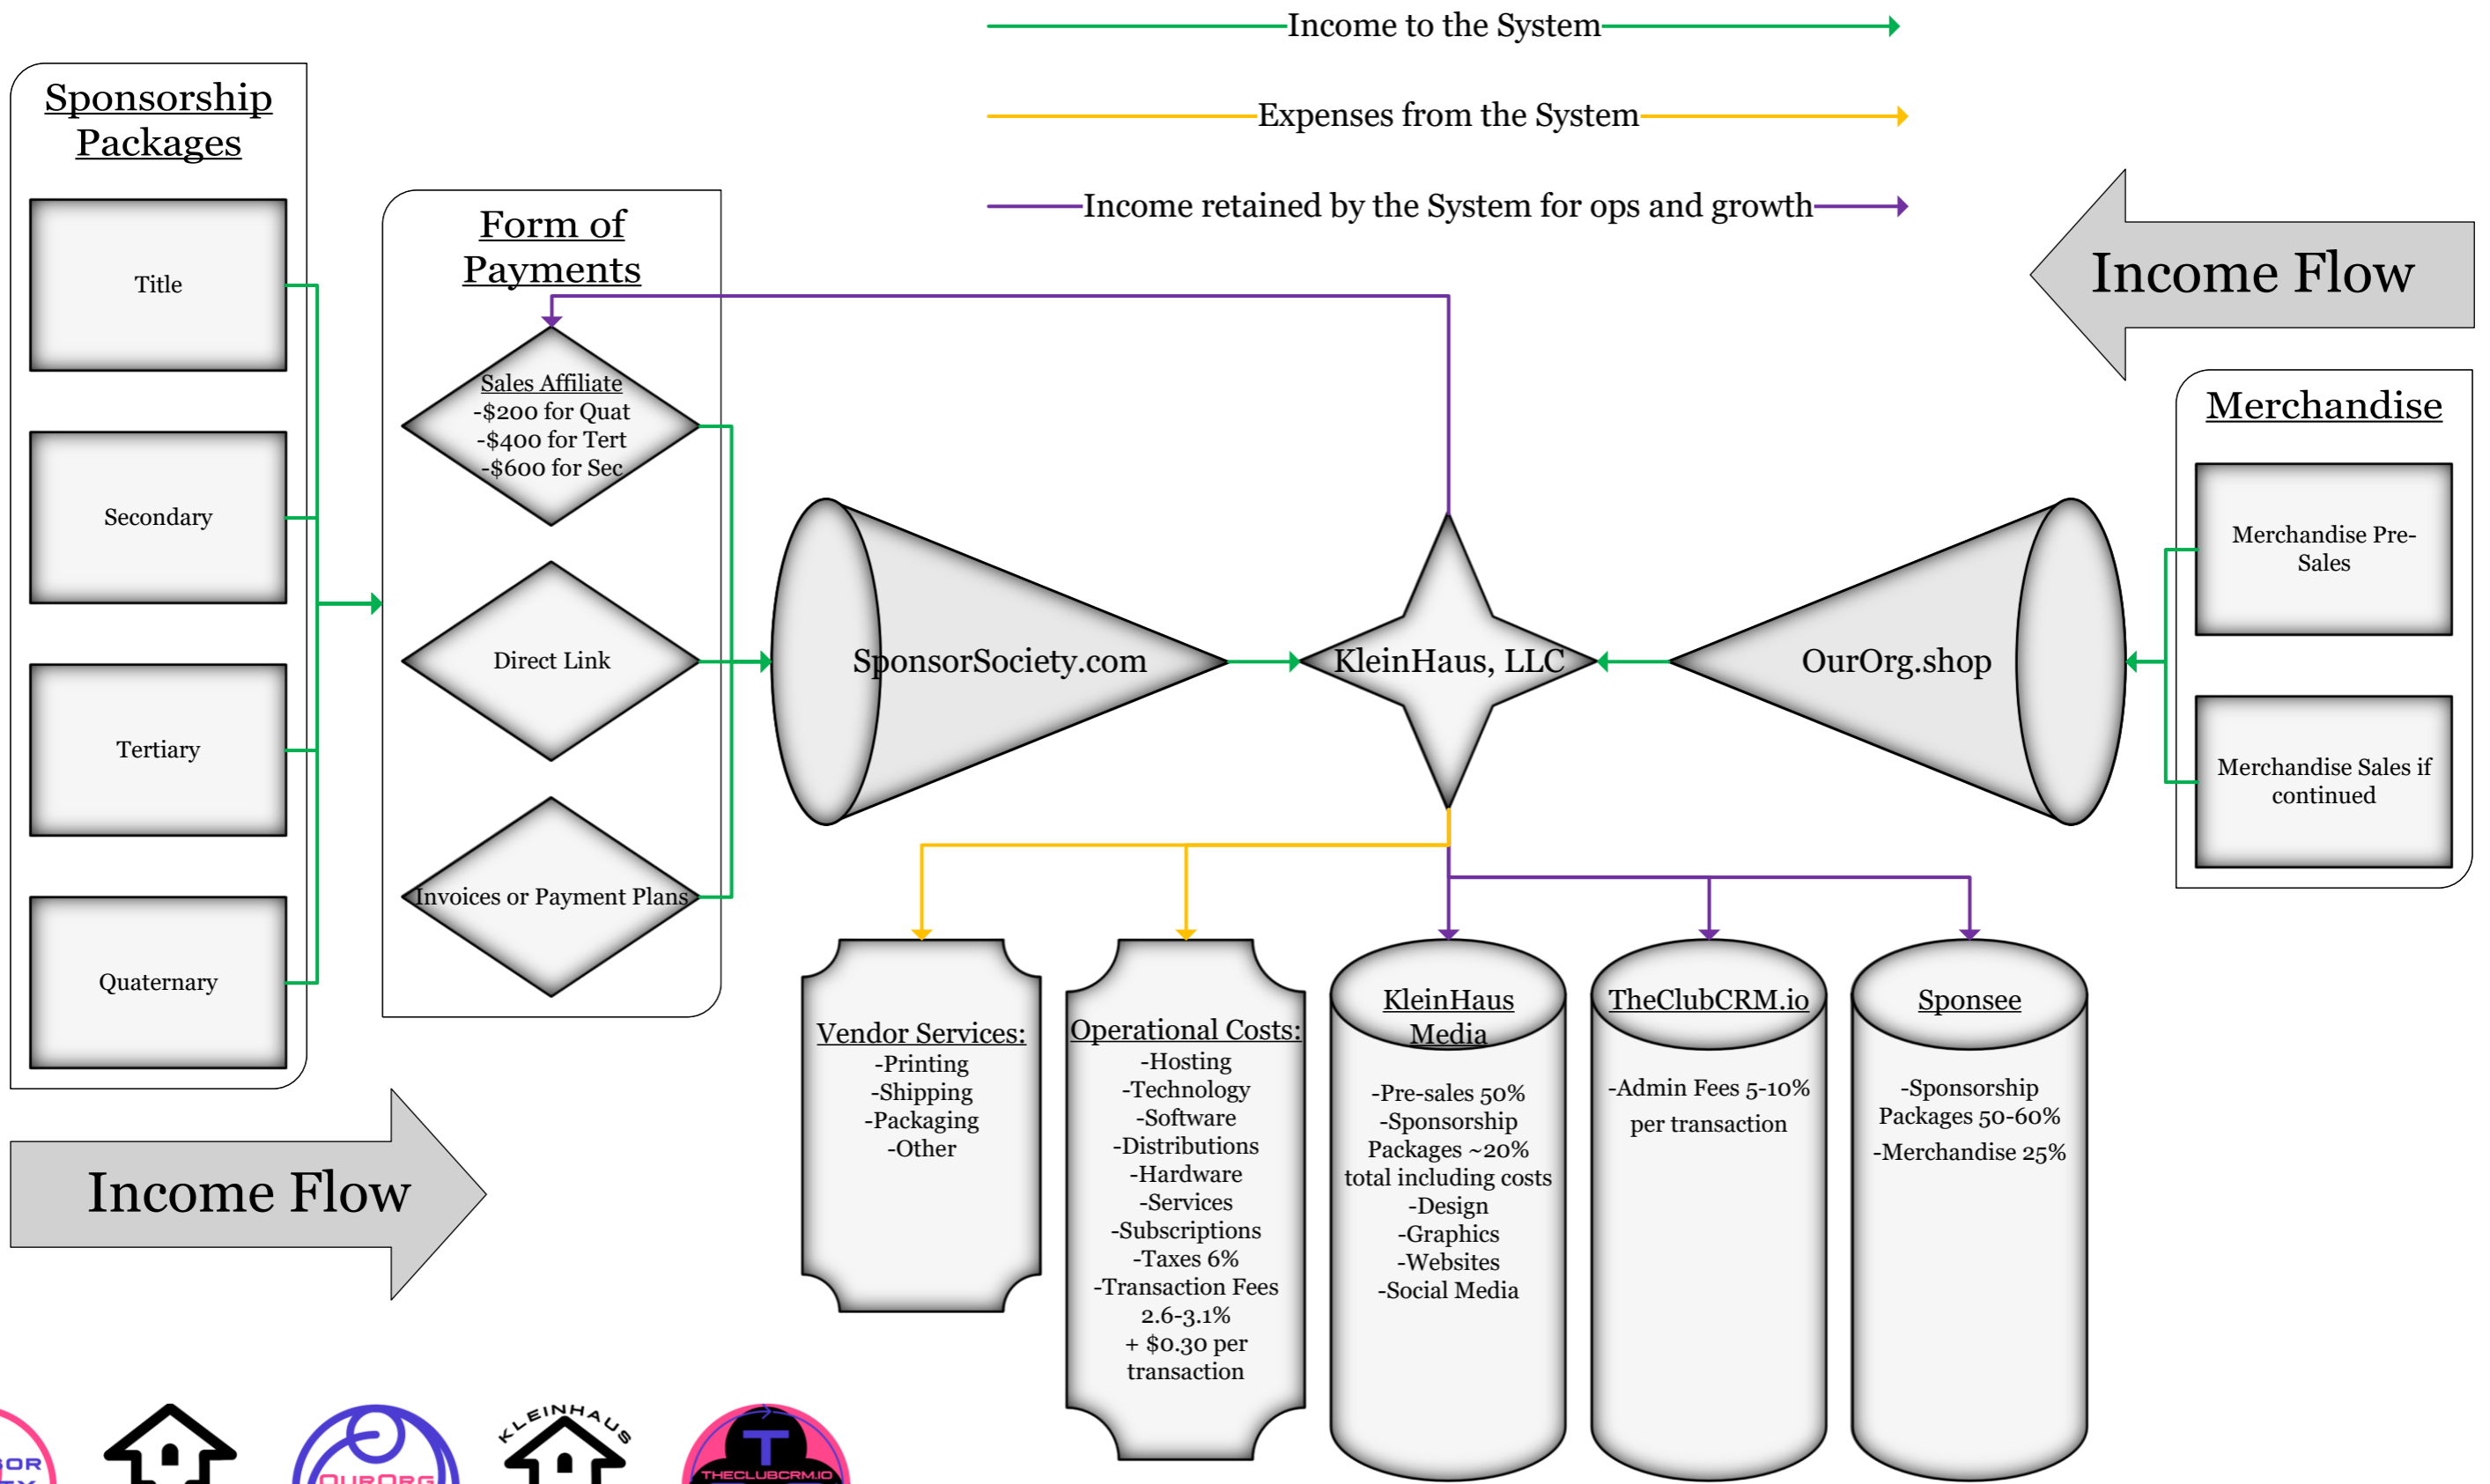 Income to the System
Expenses from the System
Income retained by the System for ops and growth
Sponsorship
Packages
Title
Secondary
Tertiary
Quaternary
Form of
Payments
Sales Affiliate
-$200 for Quat
-$400 for Tert
-$600 for Sec
Direct Link
Invoices or Payment Plans
SponsorSociety.com
KleinHaus, LLC
OurOrg.shop
Income Flow
Merchandise
Merchandise Pre-
Sales
Merchandise Sales if
continued
Vendor Services:
-Printing
-Shipping
-Packaging
-Other
Operational Costs:
-Hosting
-Technology
-Software
-Distributions
-Hardware
-Services
-Subscriptions
-Taxes 6%
-Transaction Fees
2.6-3.1%
+ $0.30 per
transaction
KleinHaus
Media
-Pre-sales 50%
-Sponsorship
Packages ~20%
total including costs
-Design
-Graphics
-Websites
-Social Media
TheClubCRM.io
-Admin Fees 5-10%
per transaction
Sponsee
-Sponsorship
Packages 50-60%
-Merchandise 25%
Income Flow
OURORG
KLEINHAUS
T
THECLUBCRM.IO